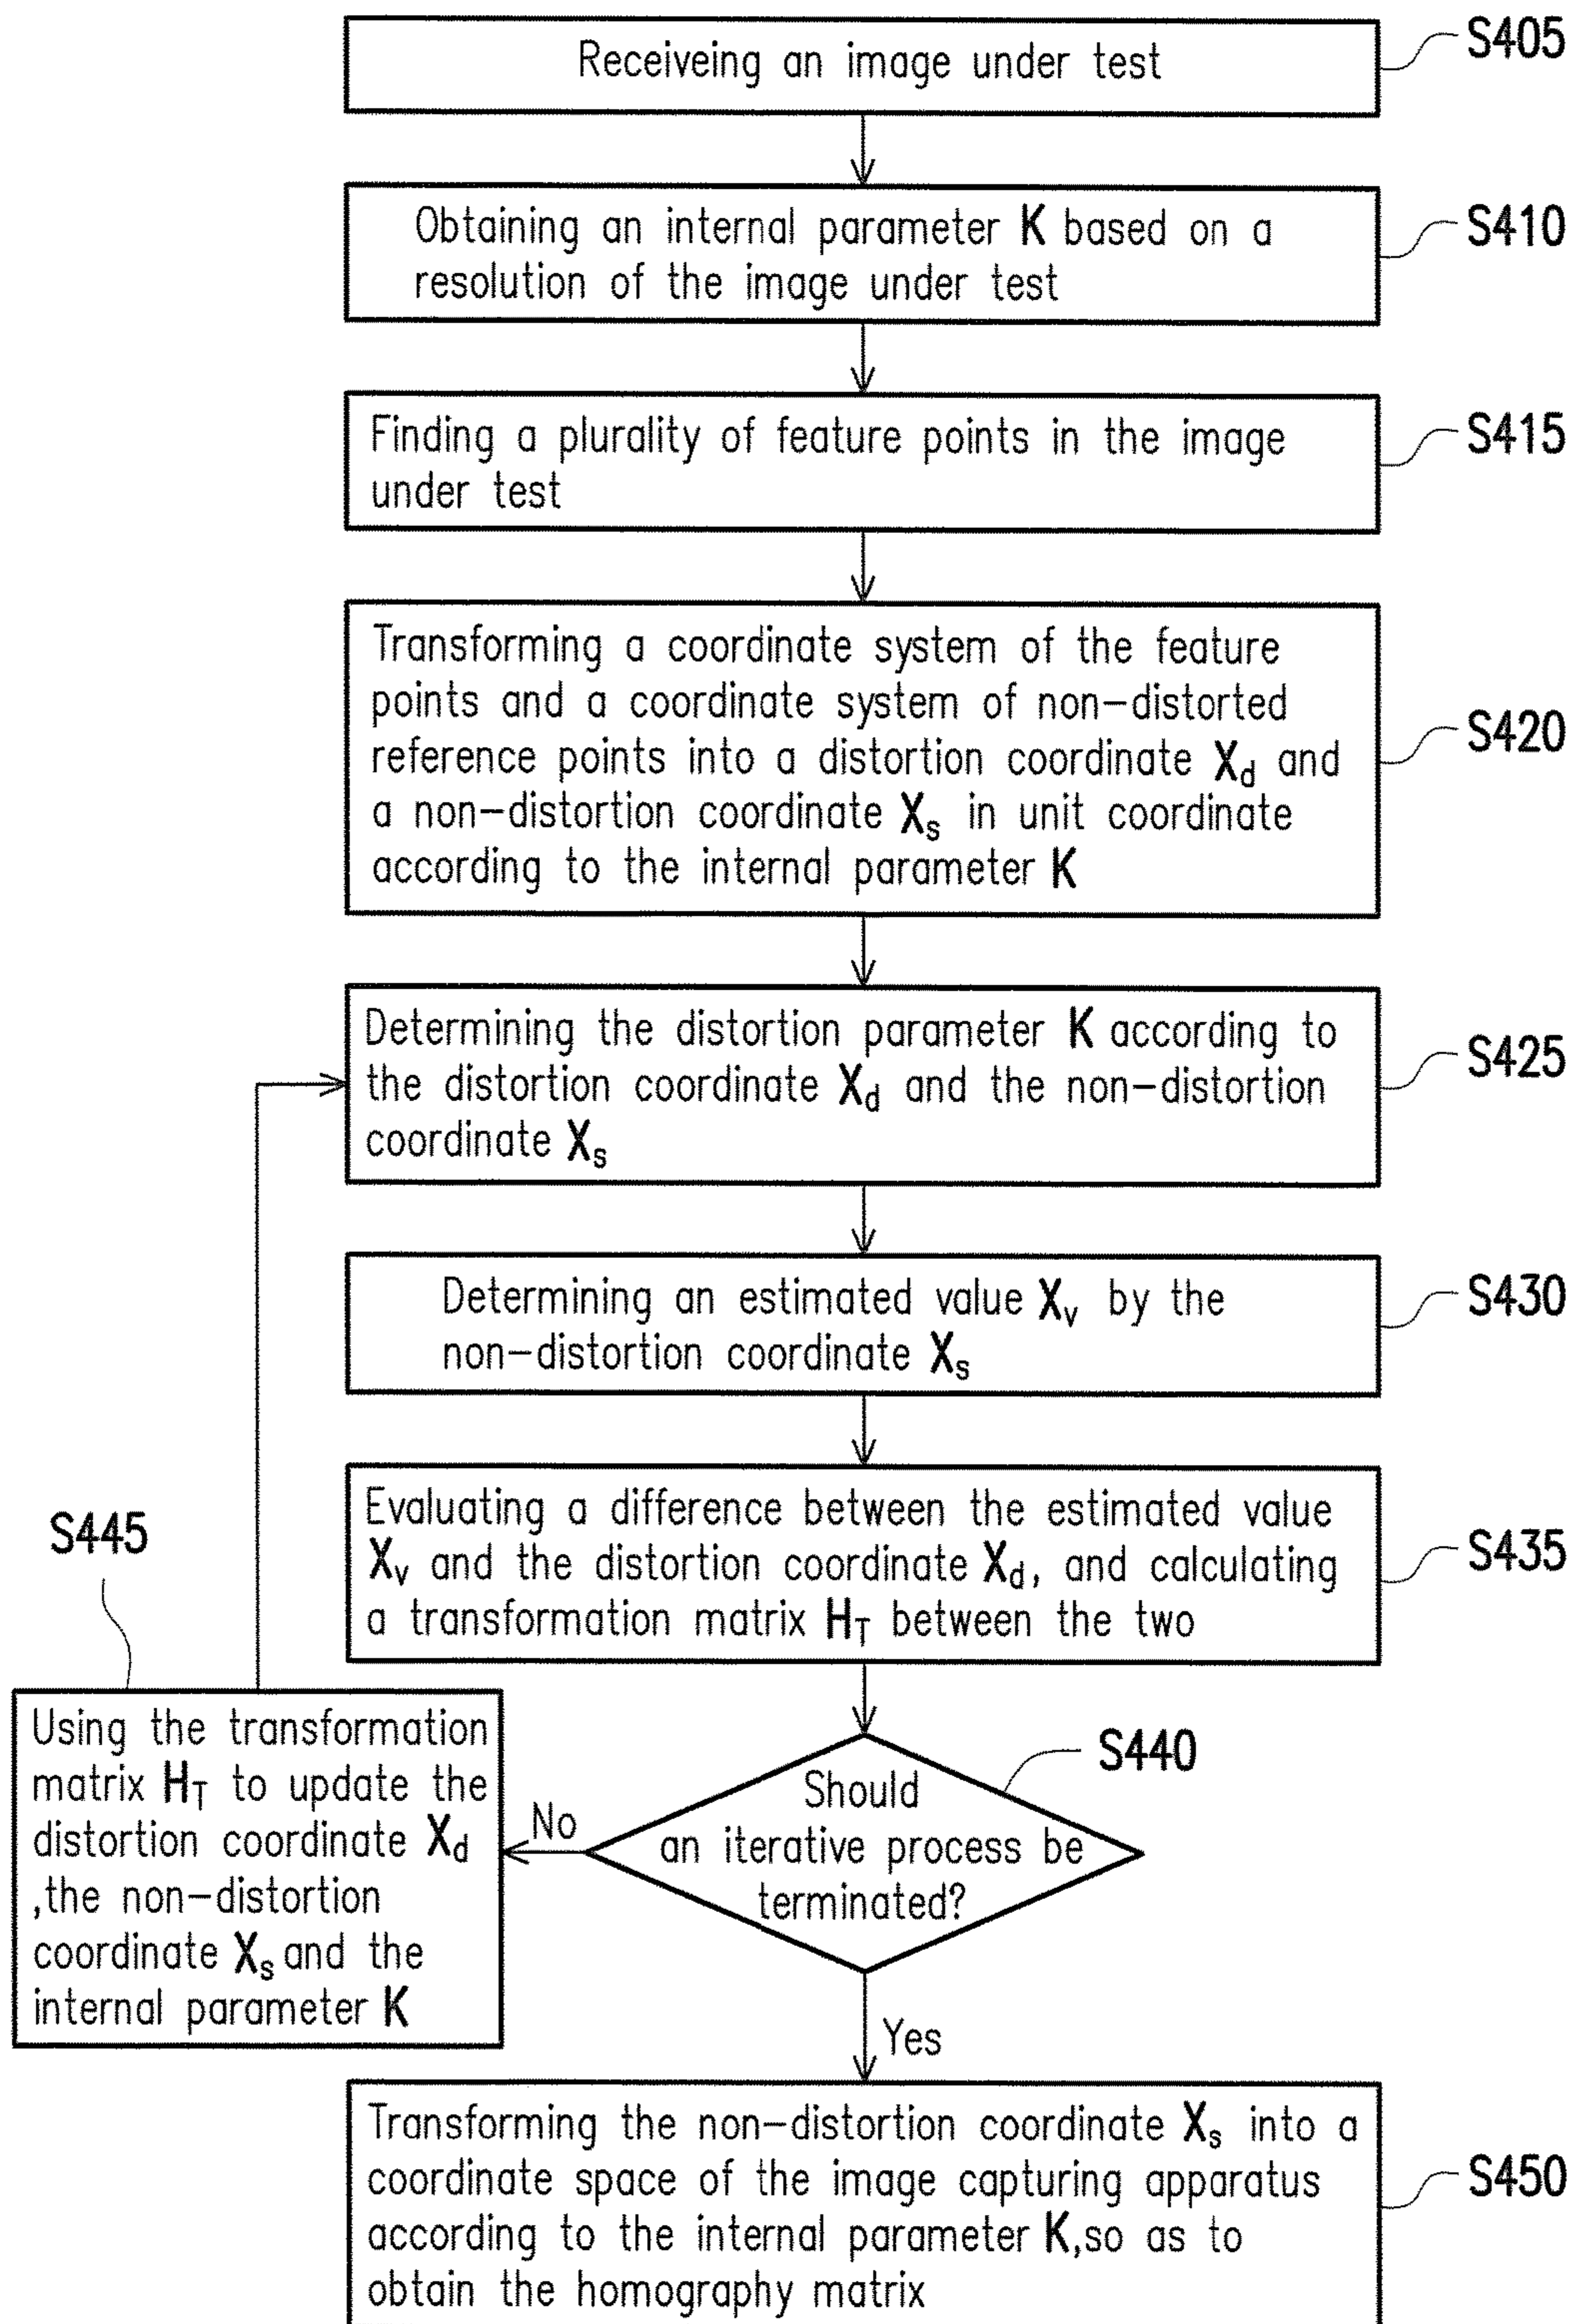 Receiveing an image under test
S405
Obtaining an internal parameter K based on a
resolution of the image under test
S410
Finding a plurality of feature points in the image
under test
S415
Transforming a coordinate system of the feature
points and a coordinate system of non-distorted
reference points into a distortion coordinate Xd and
a non-distortion coordinate Xs in unit coordinate
according to the internal parameter K
S420
Determining the distortion parameter K according to
the distortion coordinate Xd and the non-distortion
coordinate Xs
S425
Determining an estimated value Xv by the
non-distortion coordinate Xs
S430
Evaluating a difference between the estimated value
Xv and the distortion coordinate Xd, and calculating
a transformation matrix HT between the two
S435
Should
an iterative process be
terminated?
S440
No
S445
Using the transformation
matrix HT to update the
distortion coordinate Xd
,the non-distortion
coordinate Xs and the
internal parameter K
Yes
Transforming the non-distortion coordinate Xs into a
coordinate space of the image capturing apparatus
according to the internal parameter K,so as to
obtain the homography matrix
S450